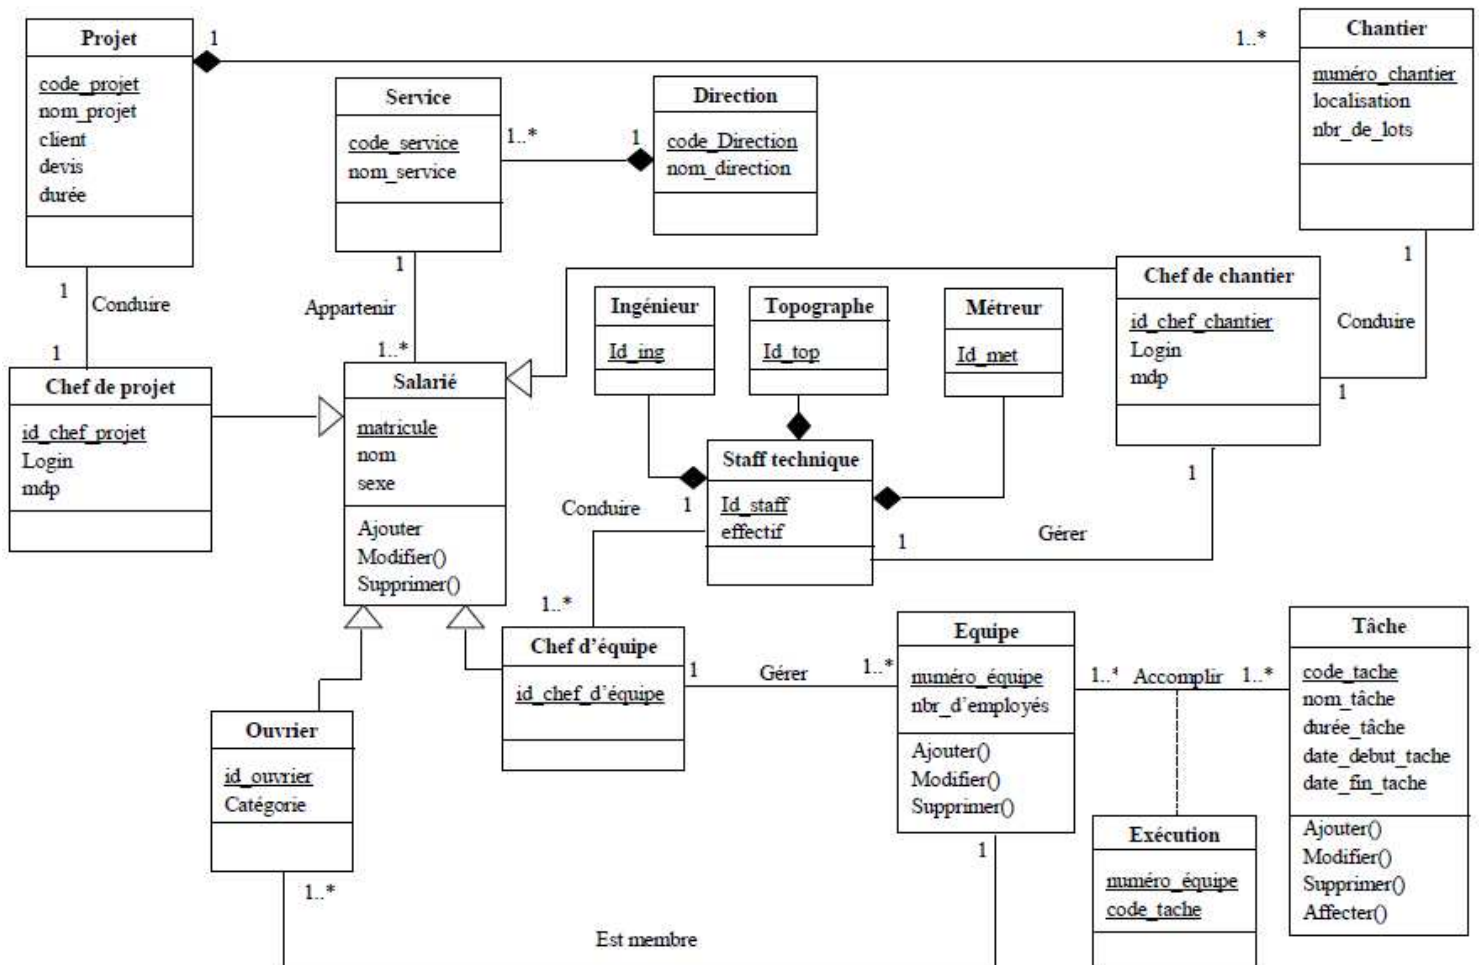 Projet
code_projet
nom_projet
client
devis
durée
1
1..*
Chantier
numéro_chantier
localisation
nbr_de_lots
Service
code_service
nom_service
1..*
1
Direction
code_Direction
nom_direction
1
Conduire
1
1
Appartenir
1..*
Ingénieur
Id_ing
Topographe
Id_top
Métreur
Id_met
Chef de chantier
id_chef_chantier
Login
mdp
1
Conduire
1
Chef de projet
id_chef_projet
Login
mdp
Salarié
matricule
nom
sexe
Ajouter
Modifier()
Supprimer()
Staff technique
Id_staff
effectif
Conduire
1
1..*
1
Gérer
1
Chef d’équipe
id_chef_d’équipe
1
Gérer
1..*
Equipe
numéro_équipe
nbr_d’employés
Ajouter()
Modifier()
Supprimer()
1..*
Accomplir
1..*
Tâche
code_tache
nom_tâche
durée_tâche
date_debut_tache
date_fin_tache
Ajouter()
Modifier()
Supprimer()
Affecter()
Ouvrier
id_ouvrier
Catégorie
1..*
Est membre
1
Exécution
numéro_équipe
code_tache